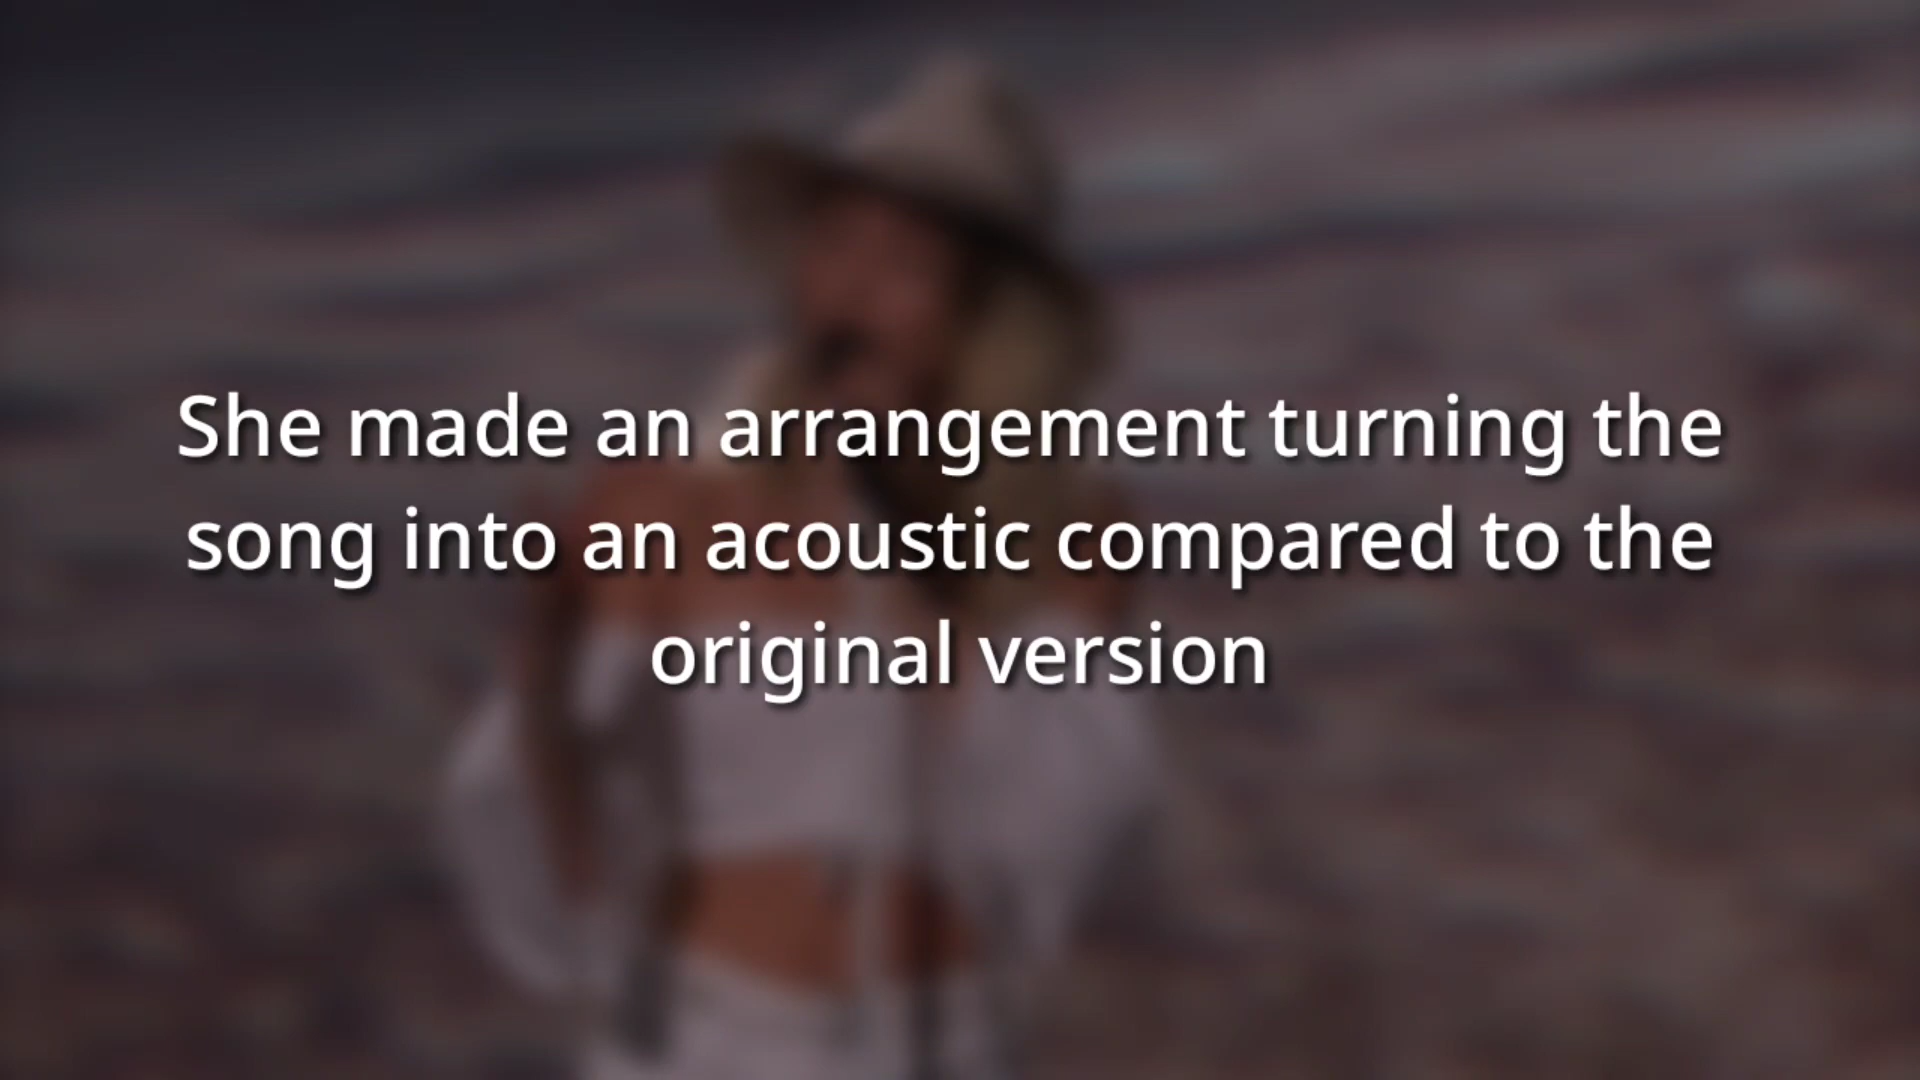 She made an arrangement turning the
song into an acoustic compared to the
original version